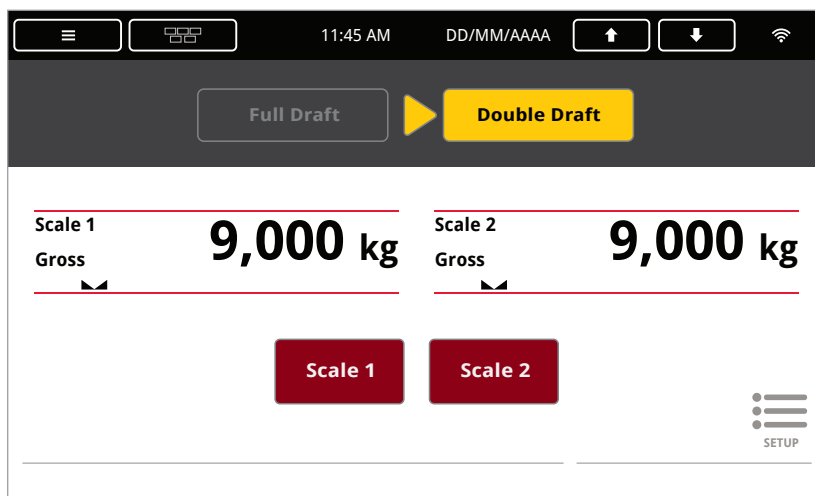 11:45 AM DD/MM/AAAA
Full Draft Double Draft
Scale 1 Gross 9,000 kg
Scale 2 Gross 9,000 kg
Scale 1 Scale 2
SETUP